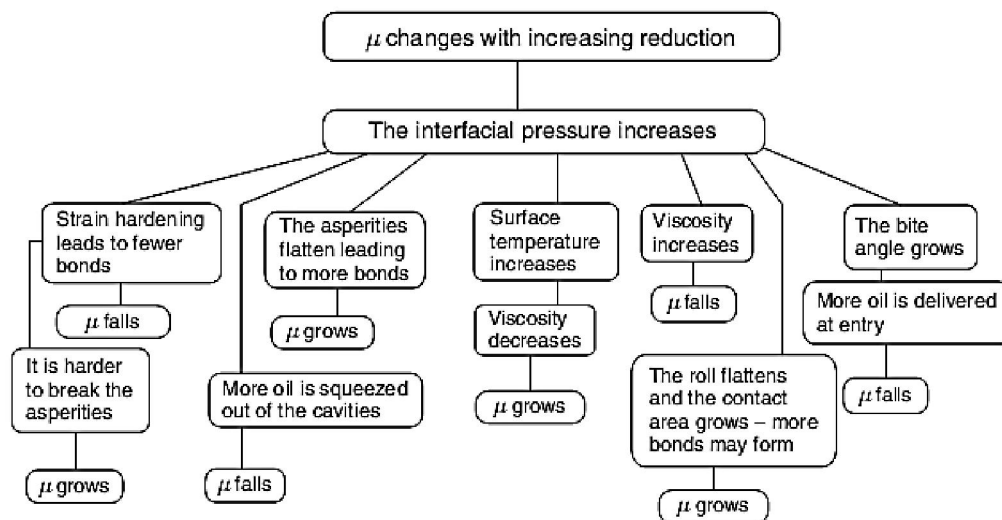 μ changes with increasing reduction
The interfacial pressure increases
Strain hardening
leads to fewer
bonds
μ falls
It is harder
to break the
asperities
μ grows
More oil is squeezed
out of the cavities
μ falls
The asperities
flatten leading
to more bonds
μ grows
Surface
temperature
increases
Viscosity
decreases
μ grows
Viscosity
increases
μ falls
The roll flattens
and the contact
area grows – more
bonds may form
μ grows
The bite
angle grows
More oil is delivered
at entry
μ falls